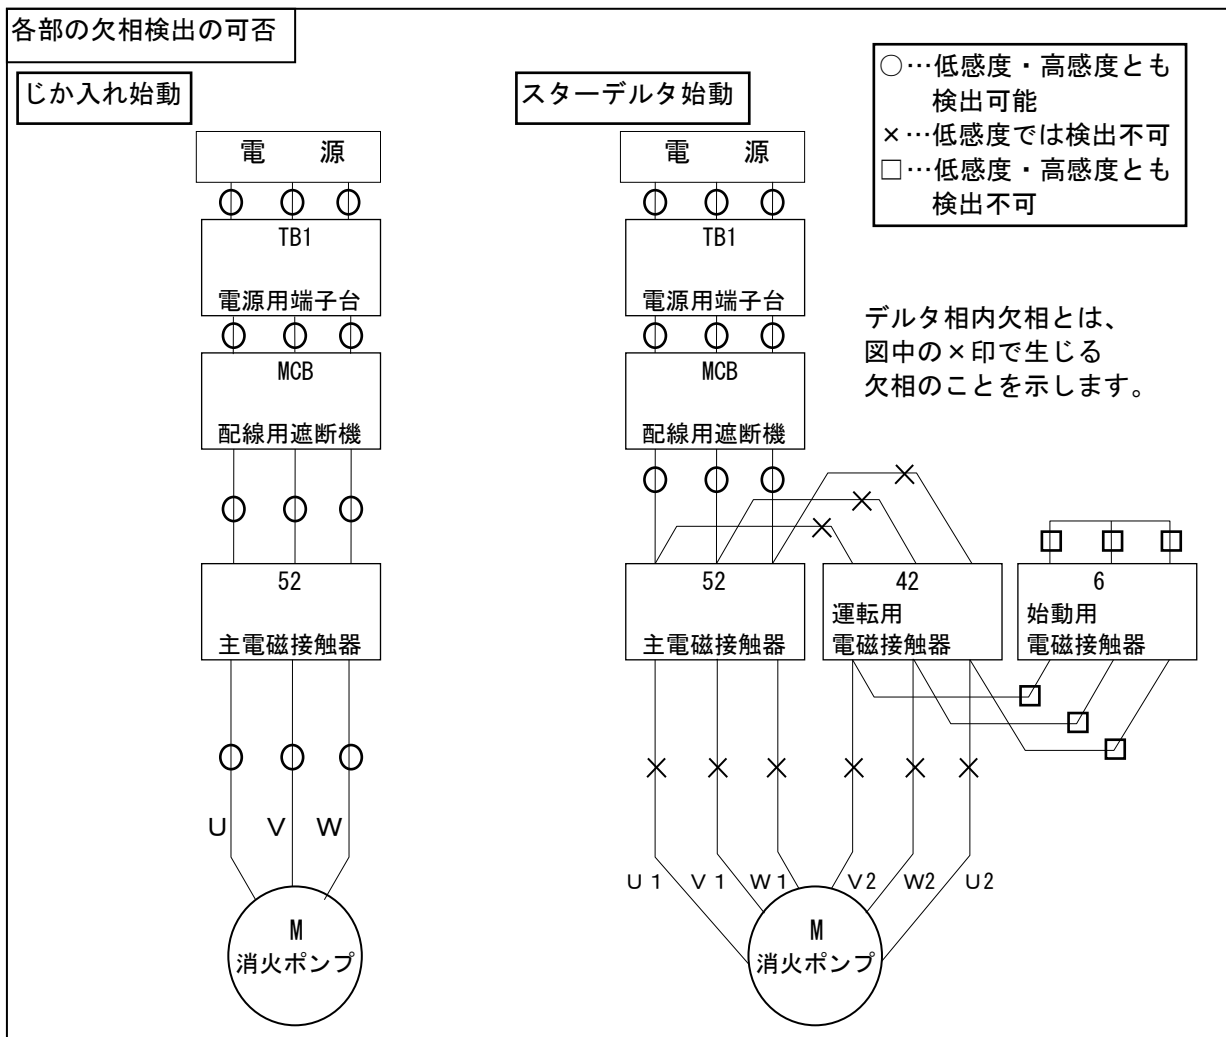 各部の欠相検出の可否
じか入れ始動
スターデルタ始動
○…低感度・高感度とも
検出可能
×…低感度では検出不可
□…低感度・高感度とも
検出不可
電 源
TB1
電源用端子台
MCB
配線用遮断機
52
主電磁接触器
U V W
M
消火ポンプ
電 源
TB1
電源用端子台
MCB
配線用遮断機
デルタ相内欠相とは、
図中の×印で生じる
欠相のことを示します。
52
主電磁接触器
42
運転用
電磁接触器
6
始動用
電磁接触器
U1 V1 W1 V2 W2 U2
M
消火ポンプ